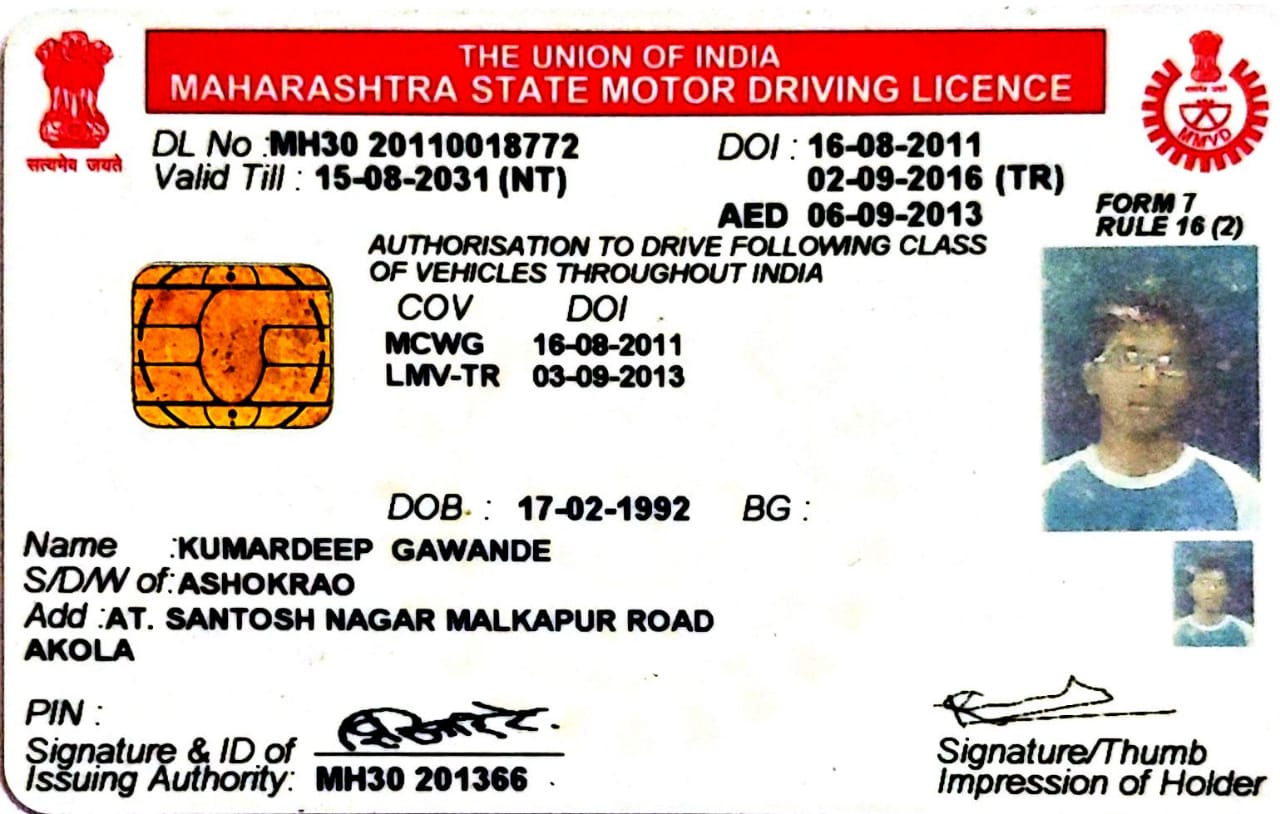 THE UNION OF INDIA
MAHARASHTRA STATE MOTOR DRIVING LICENCE
सत्यमेव जयते
MMVD
DL No :MH30 20110018772 DOI : 16-08-2011
Valid Till : 15-08-2031 (NT) 02-09-2016 (TR)
AED 06-09-2013
FORM 7
RULE 16 (2)
AUTHORISATION TO DRIVE FOLLOWING CLASS
OF VEHICLES THROUGHOUT INDIA
COV DOI
MCWG 16-08-2011
LMV-TR 03-09-2013
DOB : 17-02-1992 BG :
Name :KUMARDEEP GAWANDE
S/D/W of:ASHOKRAO
Add :AT. SANTOSH NAGAR MALKAPUR ROAD
AKOLA
PIN :
Signature & ID of
Issuing Authority: MH30 201366
Signature/Thumb
Impression of Holder